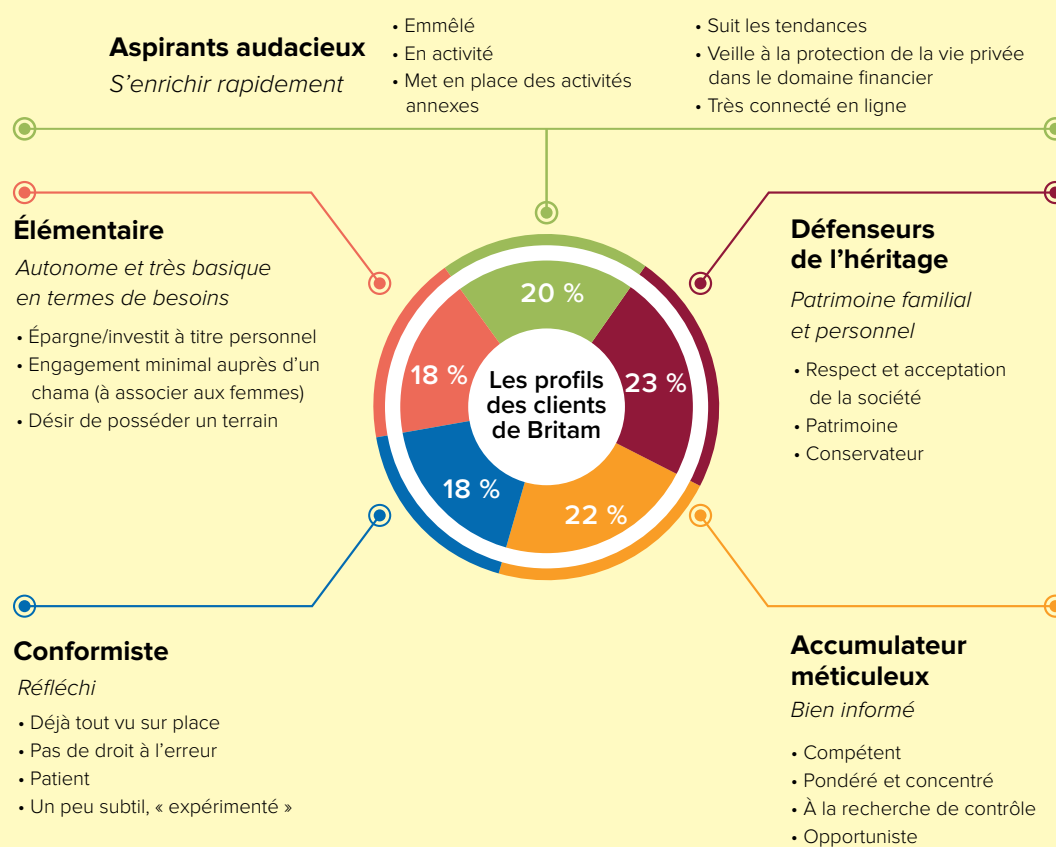 Aspirants audacieux
S’enrichir rapidement
• Emmêlé
• En activité
• Met en place des activités
annexes
• Suit les tendances
• Veille à la protection de la vie privée
dans le domaine financier
• Très connecté en ligne
Élémentaire
Autonome et très basique
en termes de besoins
• Épargne/investit à titre personnel
• Engagement minimal auprès d’un
chama (à associer aux femmes)
• Désir de posséder un terrain
Défenseurs
de l’héritage
Patrimoine familial
et personnel
• Respect et acceptation
de la société
• Patrimoine
• Conservateur
20 %
18 %
23 %
Les profils
des clients
de Britam
18 %
22 %
Conformiste
Réfléchi
• Déjà tout vu sur place
• Pas de droit à l’erreur
• Patient
• Un peu subtil, « expérimenté »
Accumulateur
méticuleux
Bien informé
• Compétent
• Pondéré et concentré
• À la recherche de contrôle
• Opportuniste